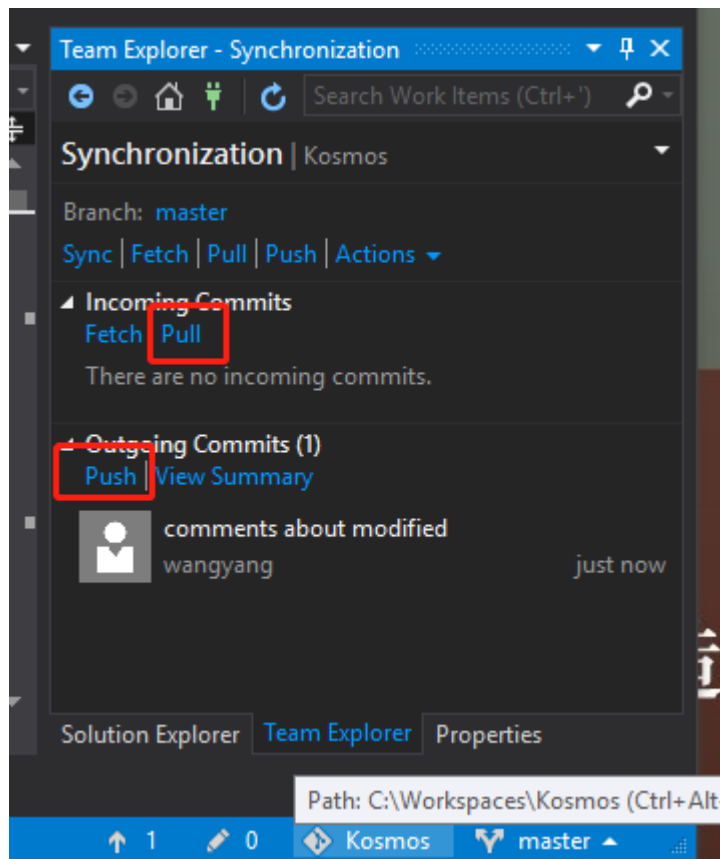 Team Explorer - Synchronization
Search Work Items (Ctrl+')
Synchronization | Kosmos
Branch: master
Sync | Fetch | Pull | Push | Actions
Incoming Commits
Fetch Pull
There are no incoming commits.
Outgoing Commits (1)
Push | View Summary
comments about modified
wangyang just now
Solution Explorer Team Explorer Properties
Path: C:\Workspaces\Kosmos (Ctrl+Alt
1 0 Kosmos master